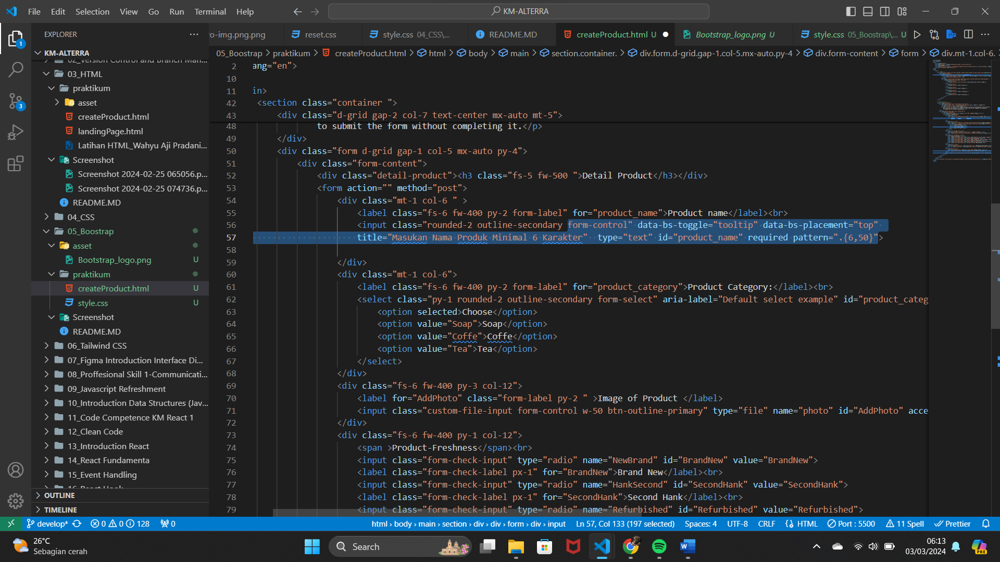 File Edit Selection View Go Run Terminal Help
KM-ALTERRA
EXPLORER
KM-ALTERRA
02_Version Control and Branch Man...
03_HTML
praktikum
asset
createProduct.html
landingPage.html
Latihan HTML_Wahyu Aji Pradani...
Screenshot
Screenshot 2024-02-25 065056.p...
Screenshot 2024-02-25 074736.p...
README.MD
04_CSS
05_Boostrap
asset
Bootstrap_logo.png U
praktikum
createProduct.html U
style.css U
Screenshot
README.MD
06_Tailwind CSS
07_Figma Introduction Interface Di...
08_Proffesional Skill 1-Communicati...
09_Javascript Refreshment
10_Introduction Data Structures (Jav...
11_Code Competence KM React 1
12_Clean Code
13_Introduction React
14_React Fundamenta
15_Event Handling
OUTLINE
TIMELINE
1
3
ro-img.png.png reset.css style.css 04_CSS\... README.MD createProduct.html U Bootstrap_logo.png U style.css 05_Boostrap\... U
05_Boostrap > praktikum > createProduct.html > html > body > main > section.container. > div.form.d-grid.gap-1.col-5.mx-auto.py-4 > div.form-content > form > div.mt-1.col-6.
2 ang="en">
10
11 in>
42 <section class="container ">
43 <div class="d-grid gap-2 col-7 text-center mx-auto mt-5">
48 to submit the form without completing it.</p>
49 </div>
50 <div class="form d-grid gap-1 col-5 mx-auto py-4">
51 <div class="form-content">
52 <div class="detail-product"><h3 class="fs-5 fw-500 ">Detail Product</h3></div>
53 <form action="" method="post">
54 <div class="mt-1 col-6 " >
55 <label class="fs-6 fw-400 py-2 form-label" for="product_name">Product name</label><br>
56 <input class="rounded-2 outline-secondary form-control" data-bs-toggle="tooltip" data-bs-placement="top"
57 title="Masukan Nama Produk Minimal 6 Karakter"  type="text" id="product_name" required pattern=".{6,50}">
58
59 </div>
60 <div class="mt-1 col-6">
61 <label class="fs-6 fw-400 py-2 form-label" for="product_category">Product Category:</label><br>
62 <select class="py-1 rounded-2 outline-secondary form-select" aria-label="Default select example" id="product_categ
63 <option selected>Choose</option>
64 <option value="Soap">Soap</option>
65 <option value="Coffe">Coffe</option>
66 <option value="Tea">Tea</option>
67 </select>
68 </div>
69 <div class="fs-6 fw-400 py-3 col-12">
70 <label for="AddPhoto" class="form-label py-2 " >Image of Product </label>
71 <input class="custom-file-input form-control w-50 btn-outline-primary" type="file" name="photo" id="AddPhoto" acce
72 </div>
73 <div class="fs-6 fw-400 py-1 col-12">
74 <span >Product-Freshness</span><br>
75 <input class="form-check-input" type="radio" name="NewBrand" id="BrandNew" value="BrandNew">
76 <label class="form-check-label px-1" for="BrandNew">Brand New</label><br>
77 <input class="form-check-input" type="radio" name="HankSecond" id="SecondHank" value="SecondHank">
78 <label class="form-check-label px-1" for="SecondHank">Second Hank</label><br>
79 <input class="form-check-input" type="radio" name="Refurbished" id="Refurbished" value="Refurbished">
develop* 0 0 128 0 html > body > main > section > div > div > form > div > input Ln 57, Col 133 (197 selected) Spaces: 4 UTF-8 CRLF HTML Port : 5500 11 Spell Prettier
26°C
Sebagian cerah
Search
06:13
03/03/2024
PRE